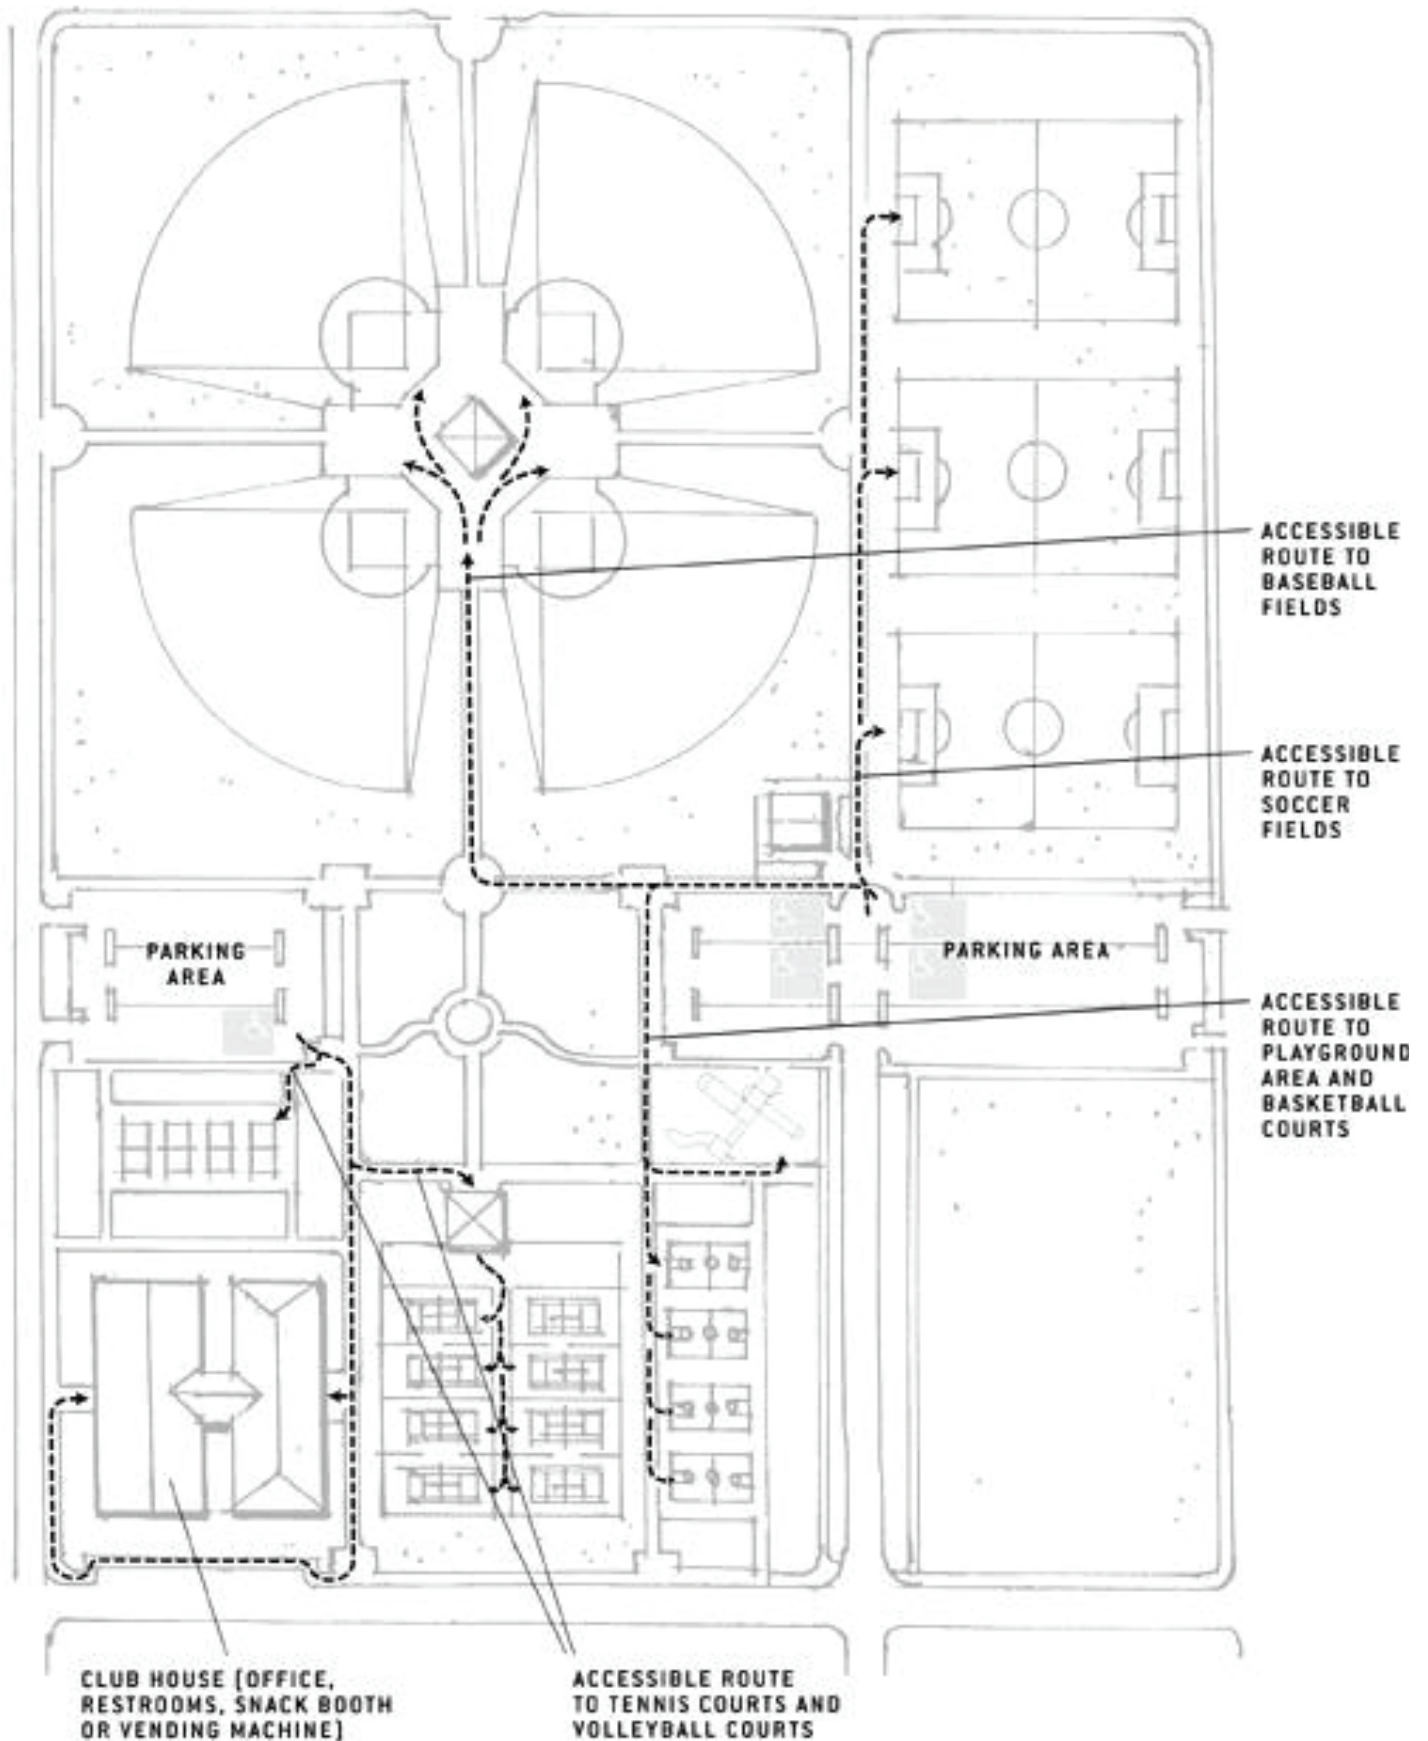 ACCESSIBLE
ROUTE TO
BASEBALL
FIELDS
ACCESSIBLE
ROUTE TO
SOCCER
FIELDS
PARKING
AREA
PARKING AREA
ACCESSIBLE
ROUTE TO
PLAYGROUND
AREA AND
BASKETBALL
COURTS
CLUB HOUSE [OFFICE,
RESTROOMS, SNACK BOOTH
OR VENDING MACHINE]
ACCESSIBLE ROUTE
TO TENNIS COURTS AND
VOLLEYBALL COURTS